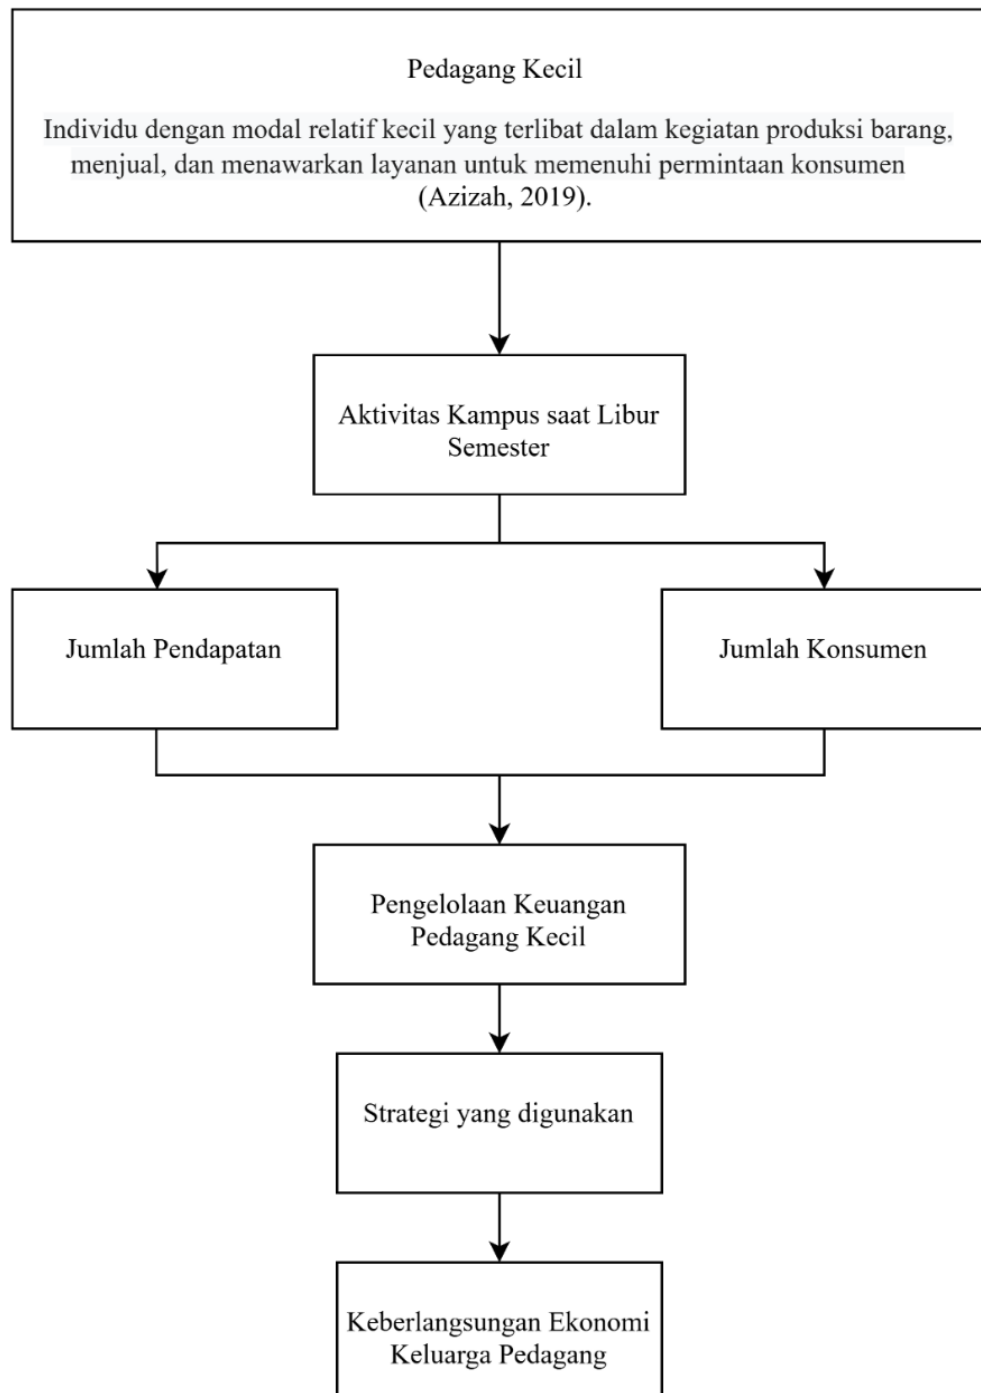 Pedagang Kecil
Individu dengan modal relatif kecil yang terlibat dalam kegiatan produksi barang,
menjual, dan menawarkan layanan untuk memenuhi permintaan konsumen
(Azizah, 2019).
Aktivitas Kampus saat Libur
Semester
Jumlah Pendapatan
Jumlah Konsumen
Pengelolaan Keuangan
Pedagang Kecil
Strategi yang digunakan
Keberlangsungan Ekonomi
Keluarga Pedagang